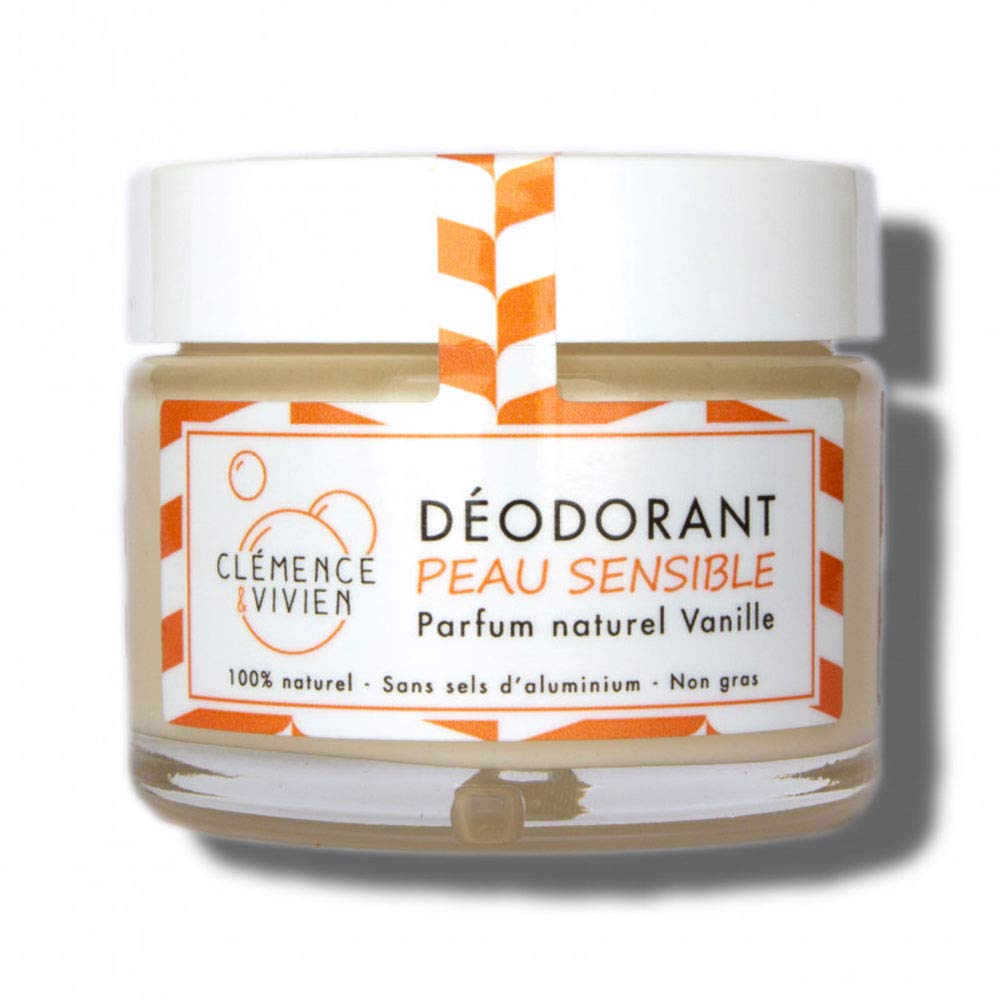 CLÉMENCE
&VIVIEN
DÉODORANT
PEAU SENSIBLE
Parfum naturel Vanille
100% naturel - Sans sels d'aluminium - Non gras